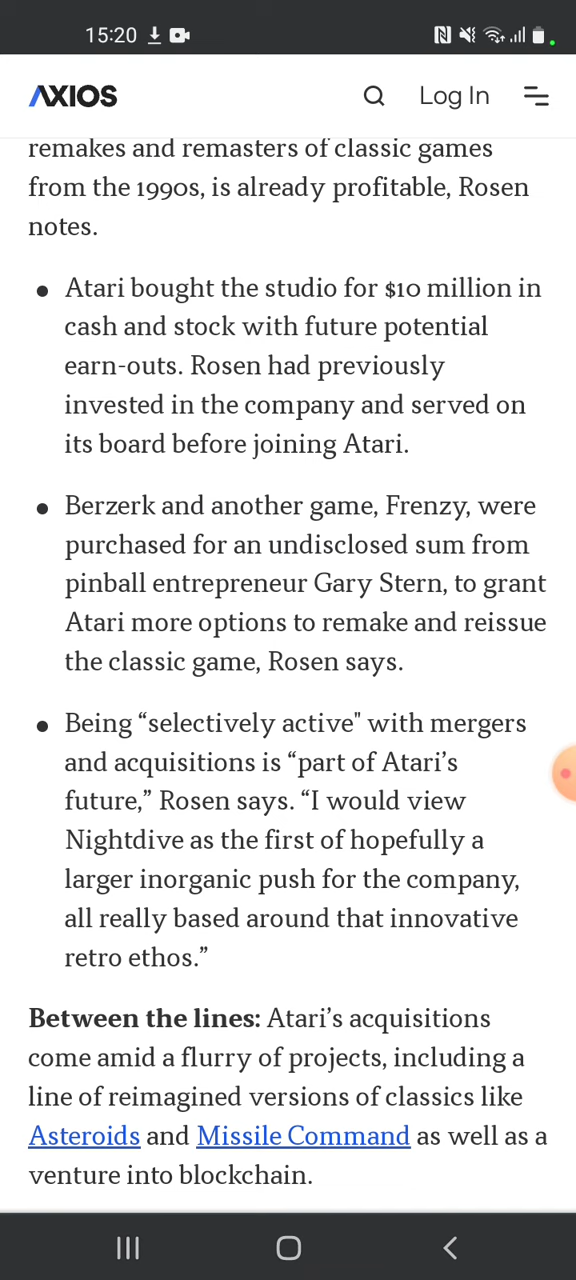 15:20
AXIOS
Log In
remakes and remasters of classic games
from the 1990s, is already profitable, Rosen
notes.
• Atari bought the studio for $10 million in
cash and stock with future potential
earn-outs. Rosen had previously
invested in the company and served on
its board before joining Atari.
• Berzerk and another game, Frenzy, were
purchased for an undisclosed sum from
pinball entrepreneur Gary Stern, to grant
Atari more options to remake and reissue
the classic game, Rosen says.
• Being “selectively active" with mergers
and acquisitions is “part of Atari’s
future,” Rosen says. “I would view
Nightdive as the first of hopefully a
larger inorganic push for the company,
all really based around that innovative
retro ethos.”
Between the lines: Atari’s acquisitions
come amid a flurry of projects, including a
line of reimagined versions of classics like
Asteroids and Missile Command as well as a
venture into blockchain.